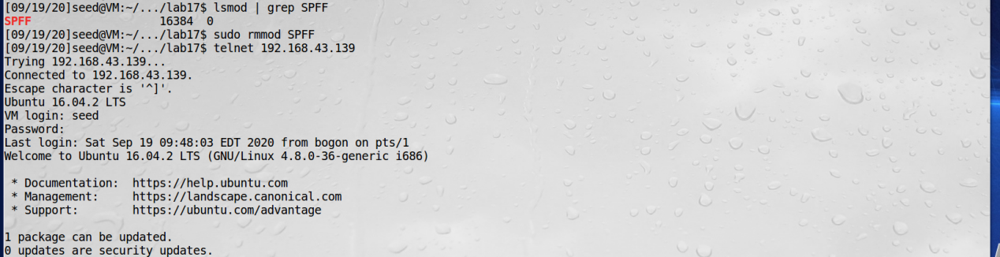 [09/19/20]seed@VM:~/.../lab17$ lsmod | grep SPFF
SPFF                   16384  0
[09/19/20]seed@VM:~/.../lab17$ sudo rmmod SPFF
[09/19/20]seed@VM:~/.../lab17$ telnet 192.168.43.139
Trying 192.168.43.139...
Connected to 192.168.43.139.
Escape character is '^]'.
Ubuntu 16.04.2 LTS
VM login: seed
Password:
Last login: Sat Sep 19 09:48:03 EDT 2020 from bogon on pts/1
Welcome to Ubuntu 16.04.2 LTS (GNU/Linux 4.8.0-36-generic i686)
 * Documentation:  https://help.ubuntu.com
 * Management:     https://landscape.canonical.com
 * Support:        https://ubuntu.com/advantage
1 package can be updated.
0 updates are security updates.